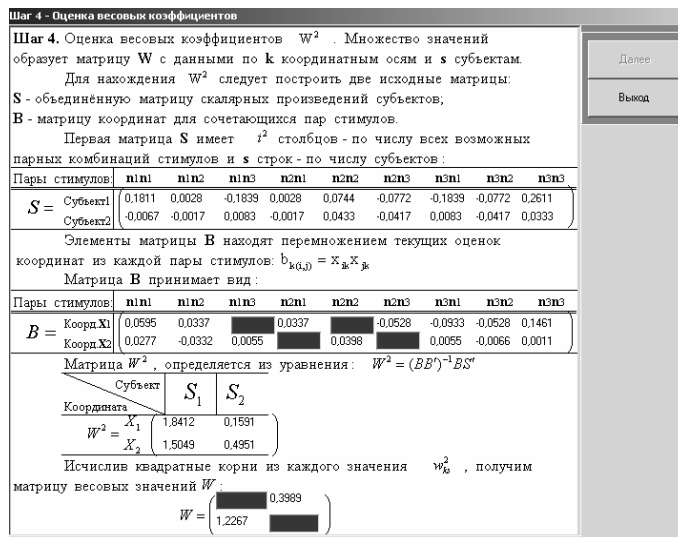 Шаг 4 - Оценка весовых коэффициентов
Шаг 4. Оценка весовых коэффициентов W² . Множество значений
образует матрицу W с данными по k координатным осям и s субъектам.
Для нахождения W² следует построить две исходные матрицы:
S - объединённую матрицу скалярных произведений субъектов;
B - матрицу координат для сочетающихся пар стимулов.
Первая матрица S имеет i² столбцов - по числу всех возможных
парных комбинаций стимулов и s строк - по числу субъектов :
Пары стимулов: n1n1 n1n2 n1n3 n2n1 n2n2 n2n3 n3n1 n3n2 n3n3
S = Субъект1 0,1811 0,0028 -0,1839 0,0028 0,0744 -0,0772 -0,1839 -0,0772 0,2611
Субъект2 -0,0067 -0,0017 0,0083 -0,0017 0,0433 -0,0417 0,0083 -0,0417 0,0333
Элементы матрицы B находят перемножением текущих оценок
координат из каждой пары стимулов: b_k(i,j) = x_ik x_jk
Матрица B принимает вид :
Пары стимулов: n1n1 n1n2 n1n3 n2n1 n2n2 n2n3 n3n1 n3n2 n3n3
B = Коорд.X1 0,0595 0,0337 0,0337 -0,0528 -0,0933 -0,0528 0,1461
Коорд.X2 0,0277 -0,0332 0,0055 0,0398 0,0055 -0,0066 0,0011
Матрица W² , определяется из уравнения : W² = (BB')⁻¹BS'
Субъект S₁ S₂
Координата
W² = X₁ 1,8412 0,1591
X₂ 1,5049 0,4951
Исчислив квадратные корни из каждого значения w²_ks , получим
матрицу весовых значений W :
W = 0,3989
1,2267
Далее
Выход